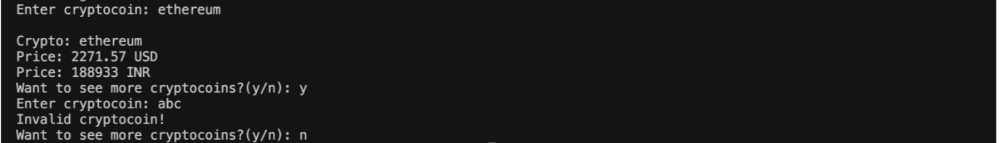 Enter cryptocoin: ethereum
Crypto: ethereum
Price: 2271.57 USD
Price: 188933 INR
Want to see more cryptocoins?(y/n): y
Enter cryptocoin: abc
Invalid cryptocoin!
Want to see more cryptocoins?(y/n): n